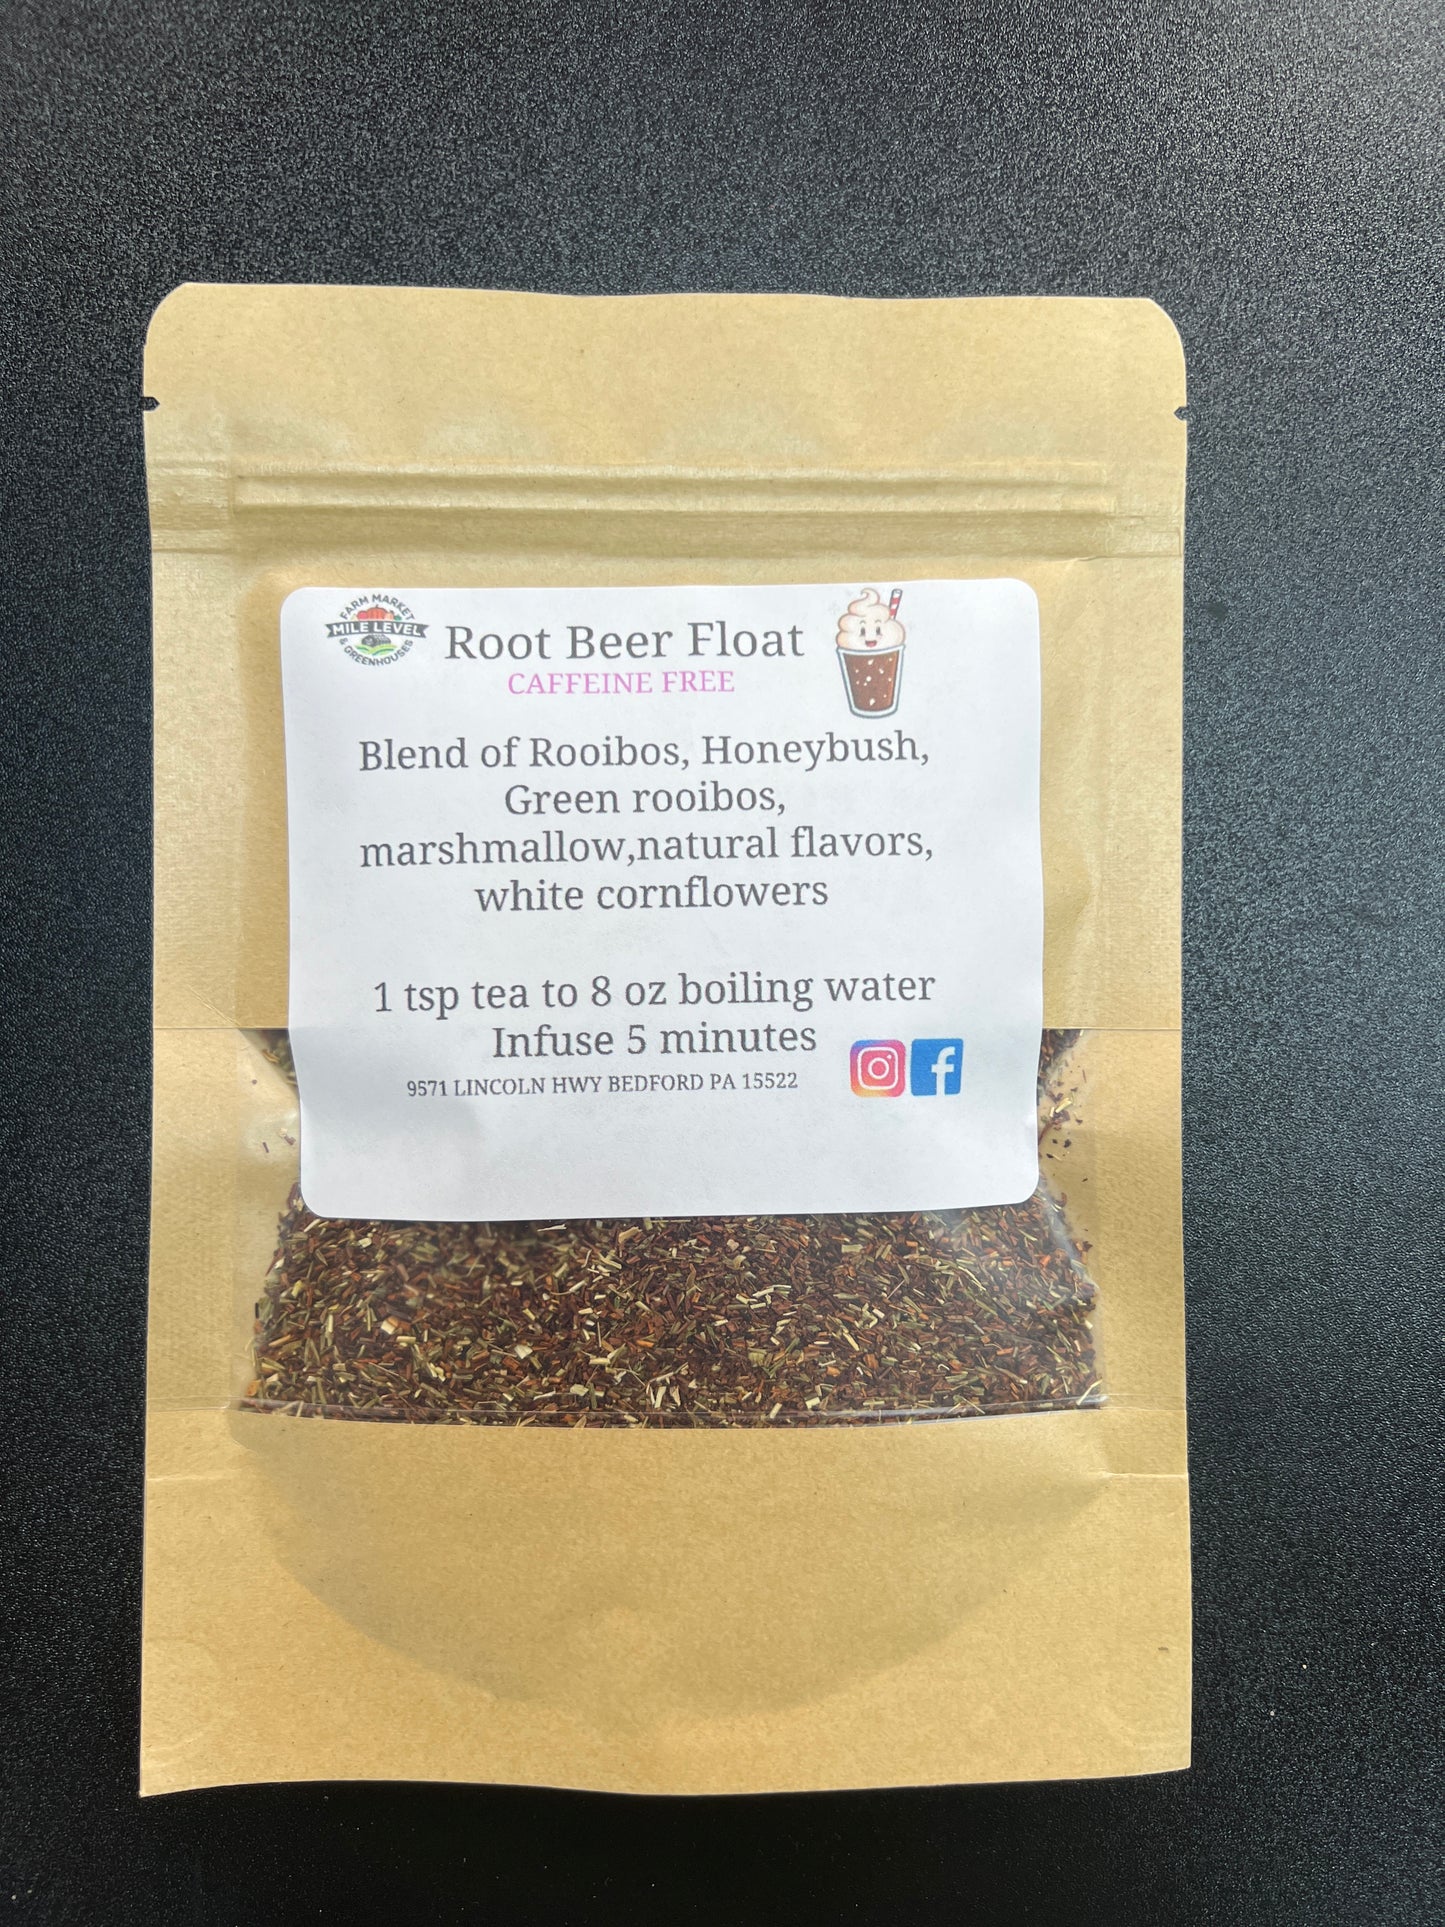 FARM MARKET
MILE LEVEL
& GREENHOUSES
Root Beer Float
CAFFEINE FREE
Blend of Rooibos, Honeybush,
Green rooibos,
marshmallow,natural flavors,
white cornflowers
1 tsp tea to 8 oz boiling water
Infuse 5 minutes
9571 LINCOLN HWY BEDFORD PA 15522